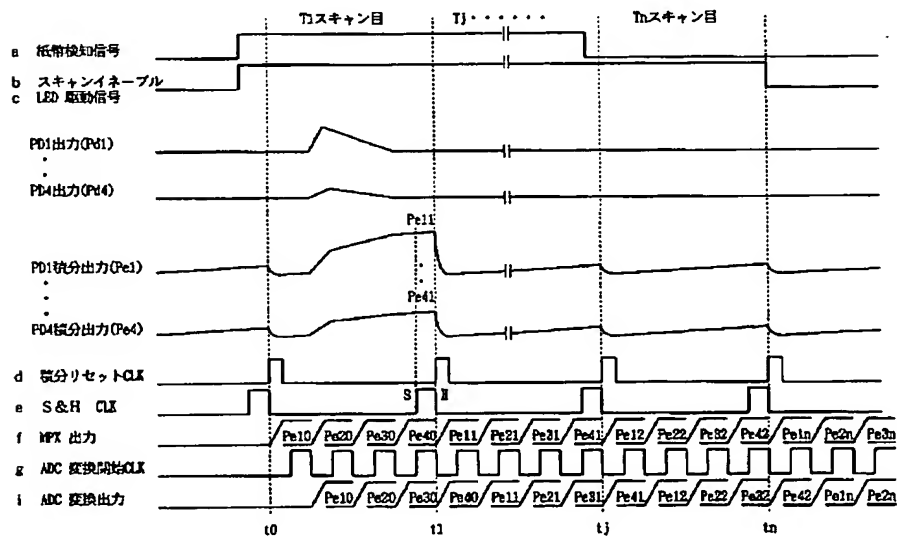 T1スキャン目 Tj・・・・・・ Tnスキャン目
a 紙幣検知信号
b スキャンイネーブル
c LED 駆動信号
PD1出力(Pd1)
PD4出力(Pd4)
Pe11
PD1積分出力(Pe1)
Pe41
PD4積分出力(Pe4)
d 積分リセットCLK
e S&H CLK S H
f MPX 出力 Pe10 Pe20 Pe30 Pe40 Pe11 Pe21 Pe31 Pe41 Pe12 Pe22 Pe32 Pe42 Pe1n Pe2n Pe3n
g ADC 変換開始CLK
i ADC 変換出力 Pe10 Pe20 Pe30 Pe40 Pe11 Pe21 Pe31 Pe41 Pe12 Pe22 Pe32 Pe42 Pe1n Pe2n
t0 t1 tj tn